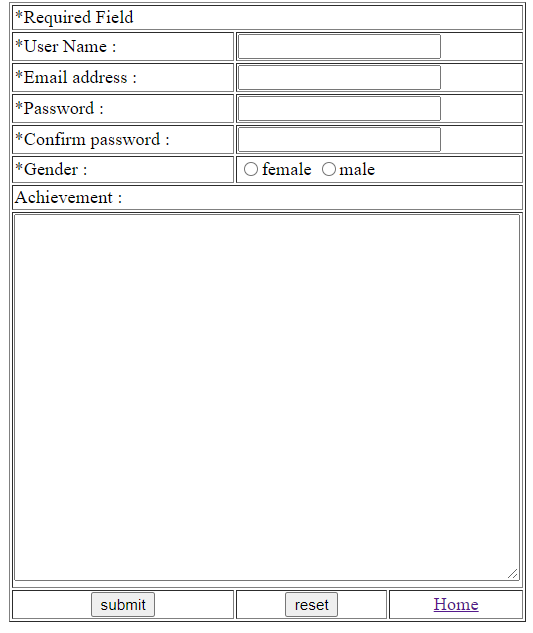 *Required Field
*User Name :
*Email address :
*Password :
*Confirm password :
*Gender : female male
Achievement :
submit reset Home